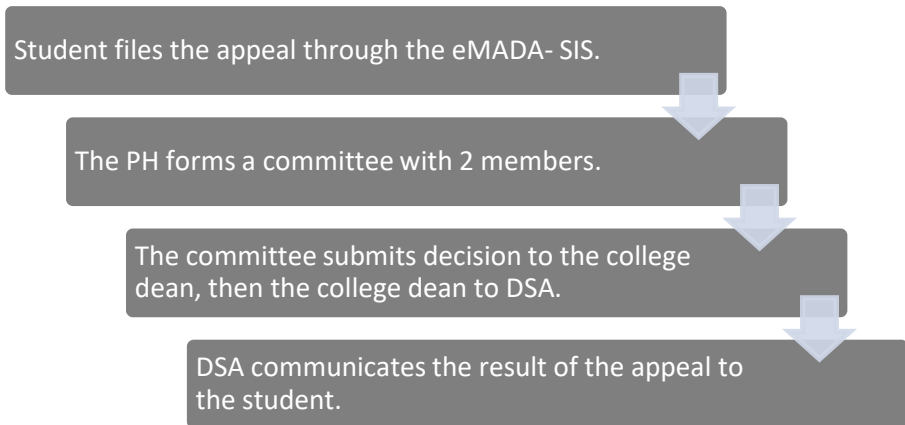 Student files the appeal through the eMADA- SIS.
The PH forms a committee with 2 members.
The committee submits decision to the college
dean, then the college dean to DSA.
DSA communicates the result of the appeal to
the student.